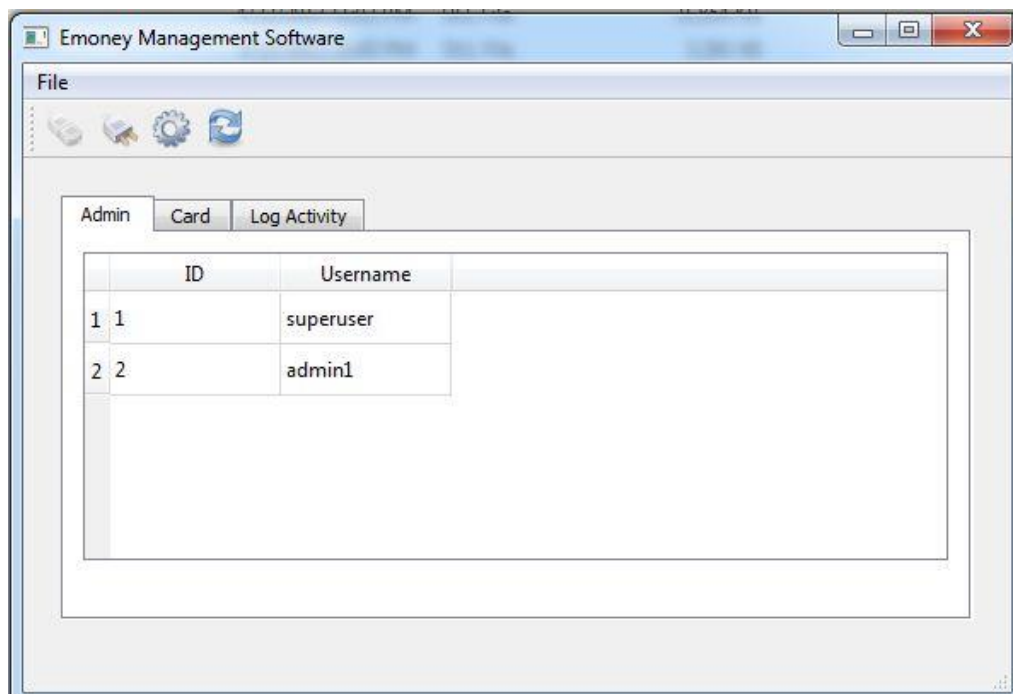 Emoney Management Software
File
Admin Card Log Activity
ID Username
1 1 superuser
2 2 admin1